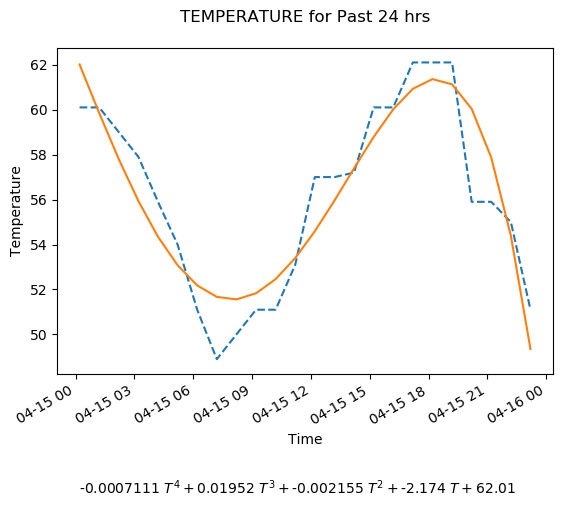 TEMPERATURE for Past 24 hrs
62
60
58
56
54
52
50
Temperature
04-15 00 04-15 03 04-15 06 04-15 09 04-15 12 04-15 15 04-15 18 04-15 21 04-16 00
Time
-0.0007111 T⁴ + 0.01952 T³ + -0.002155 T² + -2.174 T + 62.01